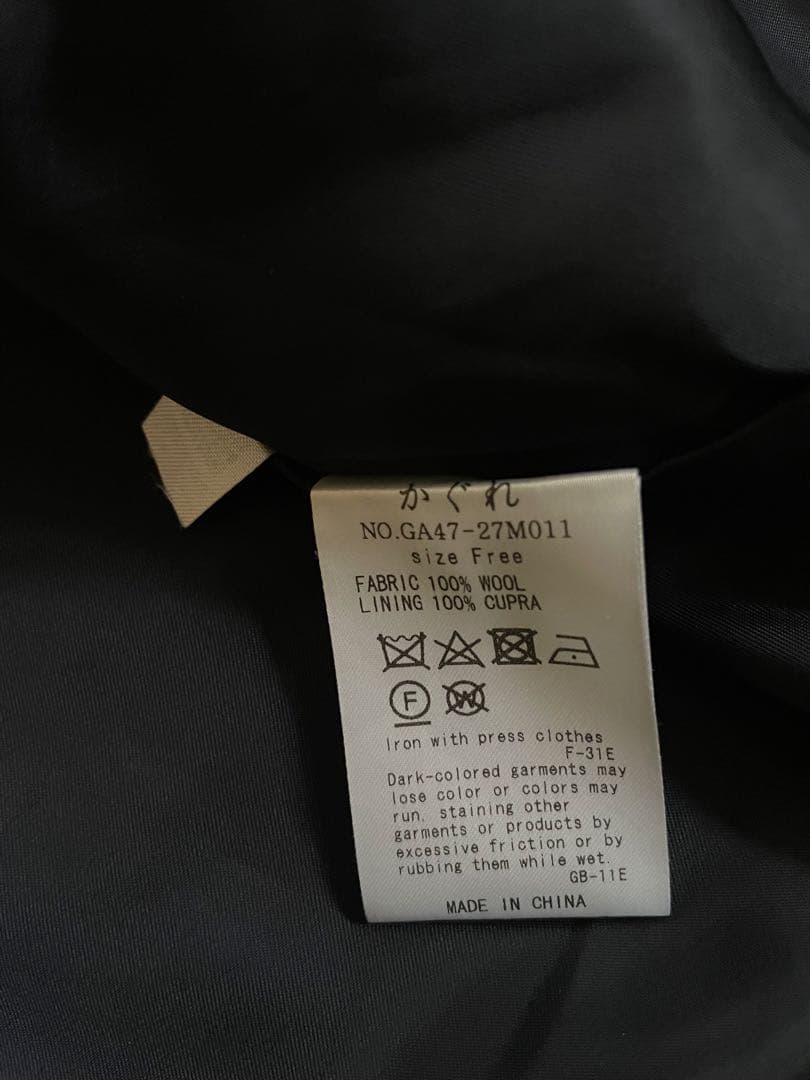 かぐれ
NO.GA47-27M011
size Free
FABRIC 100% WOOL
LINING 100% CUPRA
F W
Iron with press clothes
F-31E
Dark-colored garments may
lose color or colors may
run, staining other
garments or products by
excessive friction or by
rubbing them while wet.
GB-11E
MADE IN CHINA